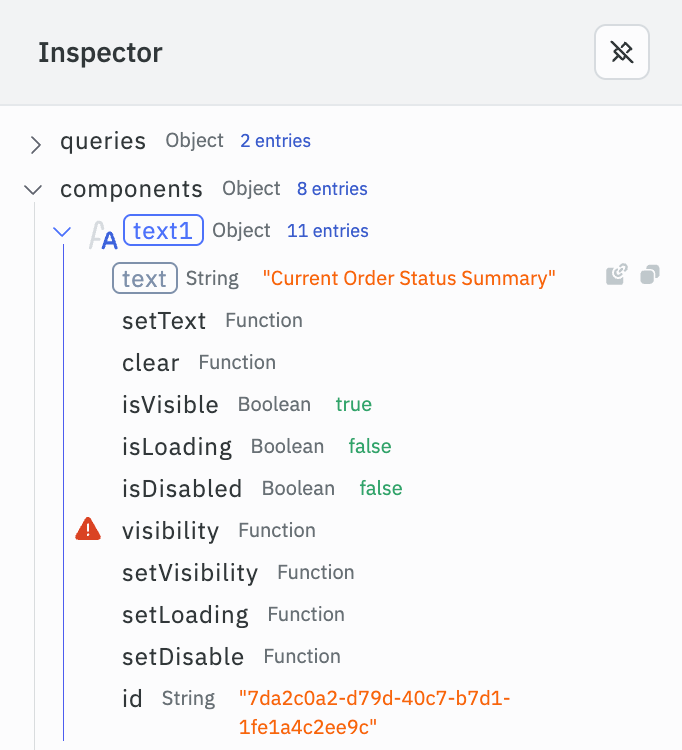 Inspector
queries Object 2 entries
components Object 8 entries
text1 Object 11 entries
text String "Current Order Status Summary"
setText Function
clear Function
isVisible Boolean true
isLoading Boolean false
isDisabled Boolean false
visibility Function
setVisibility Function
setLoading Function
setDisable Function
id String "7da2c0a2-d79d-40c7-b7d1-
1fe1a4c2ee9c"